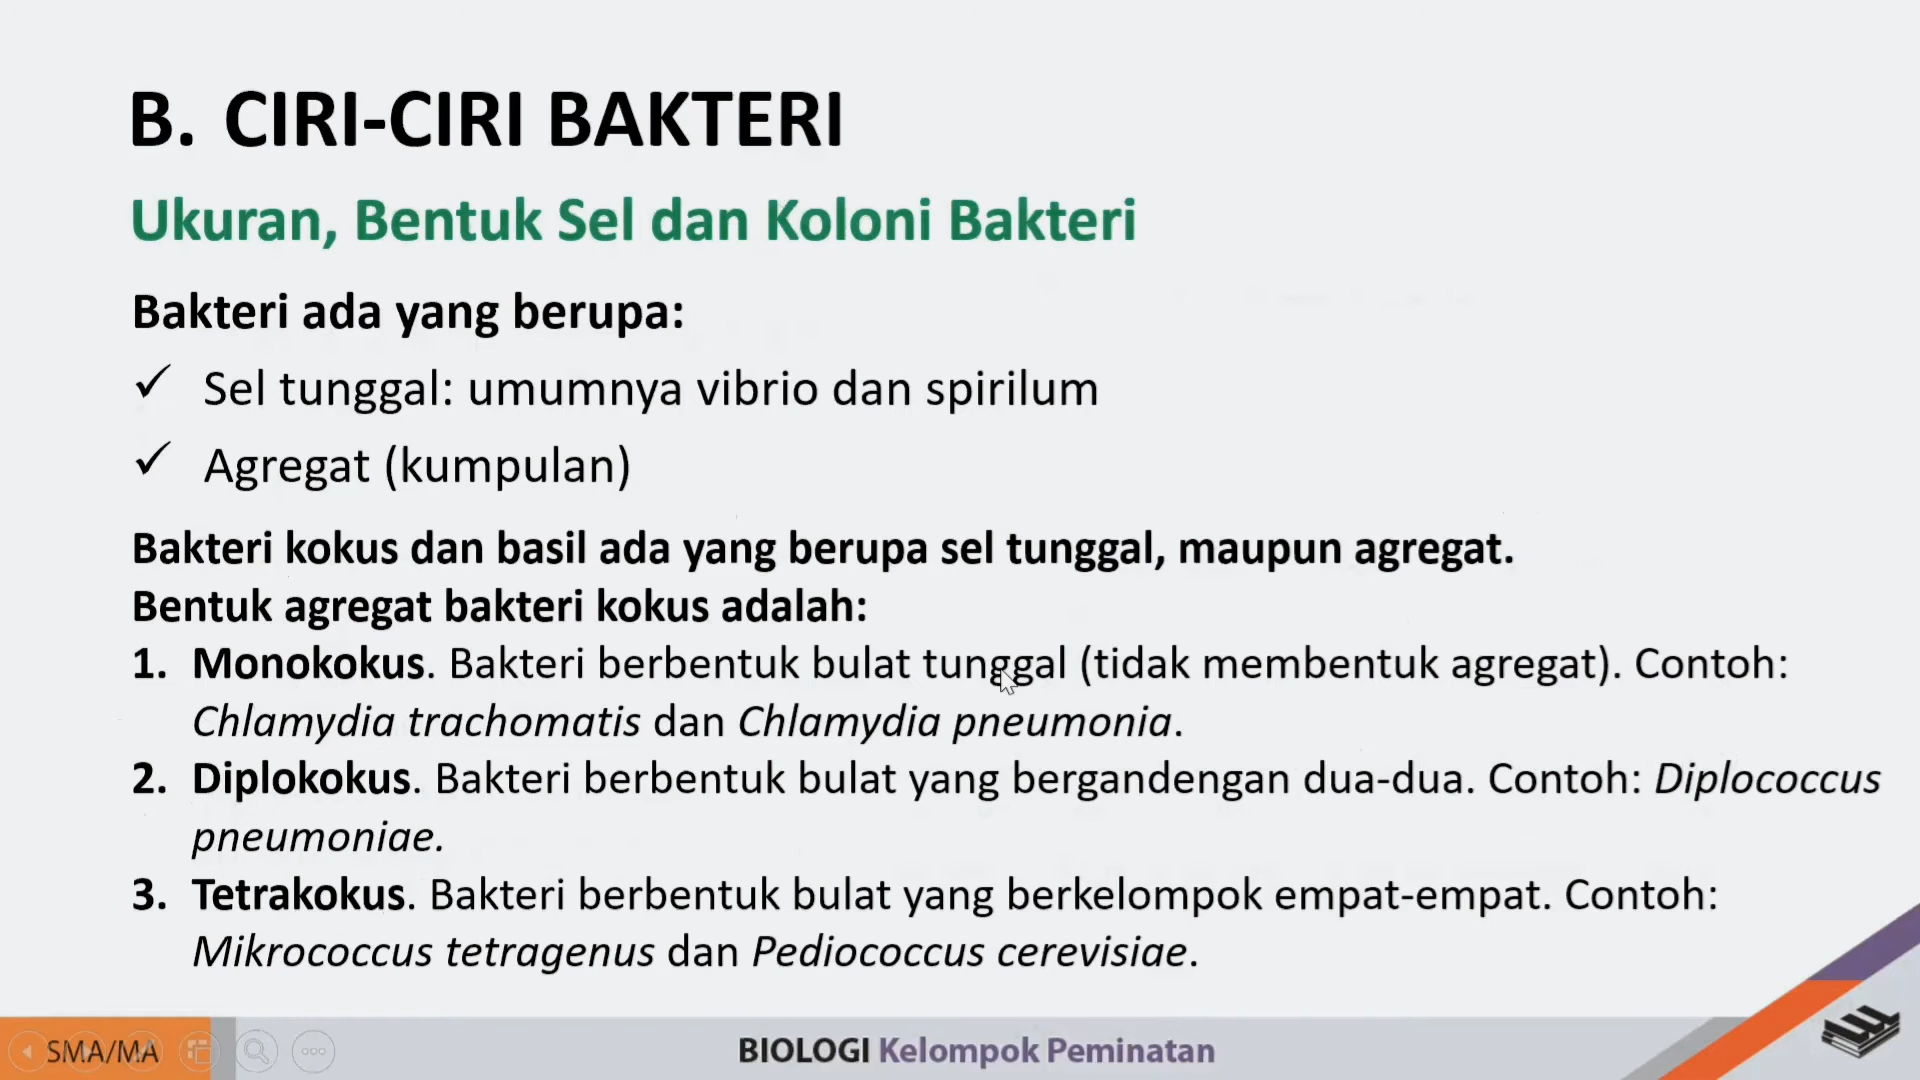 B. CIRI-CIRI BAKTERI
Ukuran, Bentuk Sel dan Koloni Bakteri
Bakteri ada yang berupa:
✓ Sel tunggal: umumnya vibrio dan spirilum
✓ Agregat (kumpulan)
Bakteri kokus dan basil ada yang berupa sel tunggal, maupun agregat.
Bentuk agregat bakteri kokus adalah:
1. Monokokus. Bakteri berbentuk bulat tunggal (tidak membentuk agregat). Contoh:
Chlamydia trachomatis dan Chlamydia pneumonia.
2. Diplokokus. Bakteri berbentuk bulat yang bergandengan dua-dua. Contoh: Diplococcus
pneumoniae.
3. Tetrakokus. Bakteri berbentuk bulat yang berkelompok empat-empat. Contoh:
Mikrococcus tetragenus dan Pediococcus cerevisiae.
SMA/MA
BIOLOGI Kelompok Peminatan